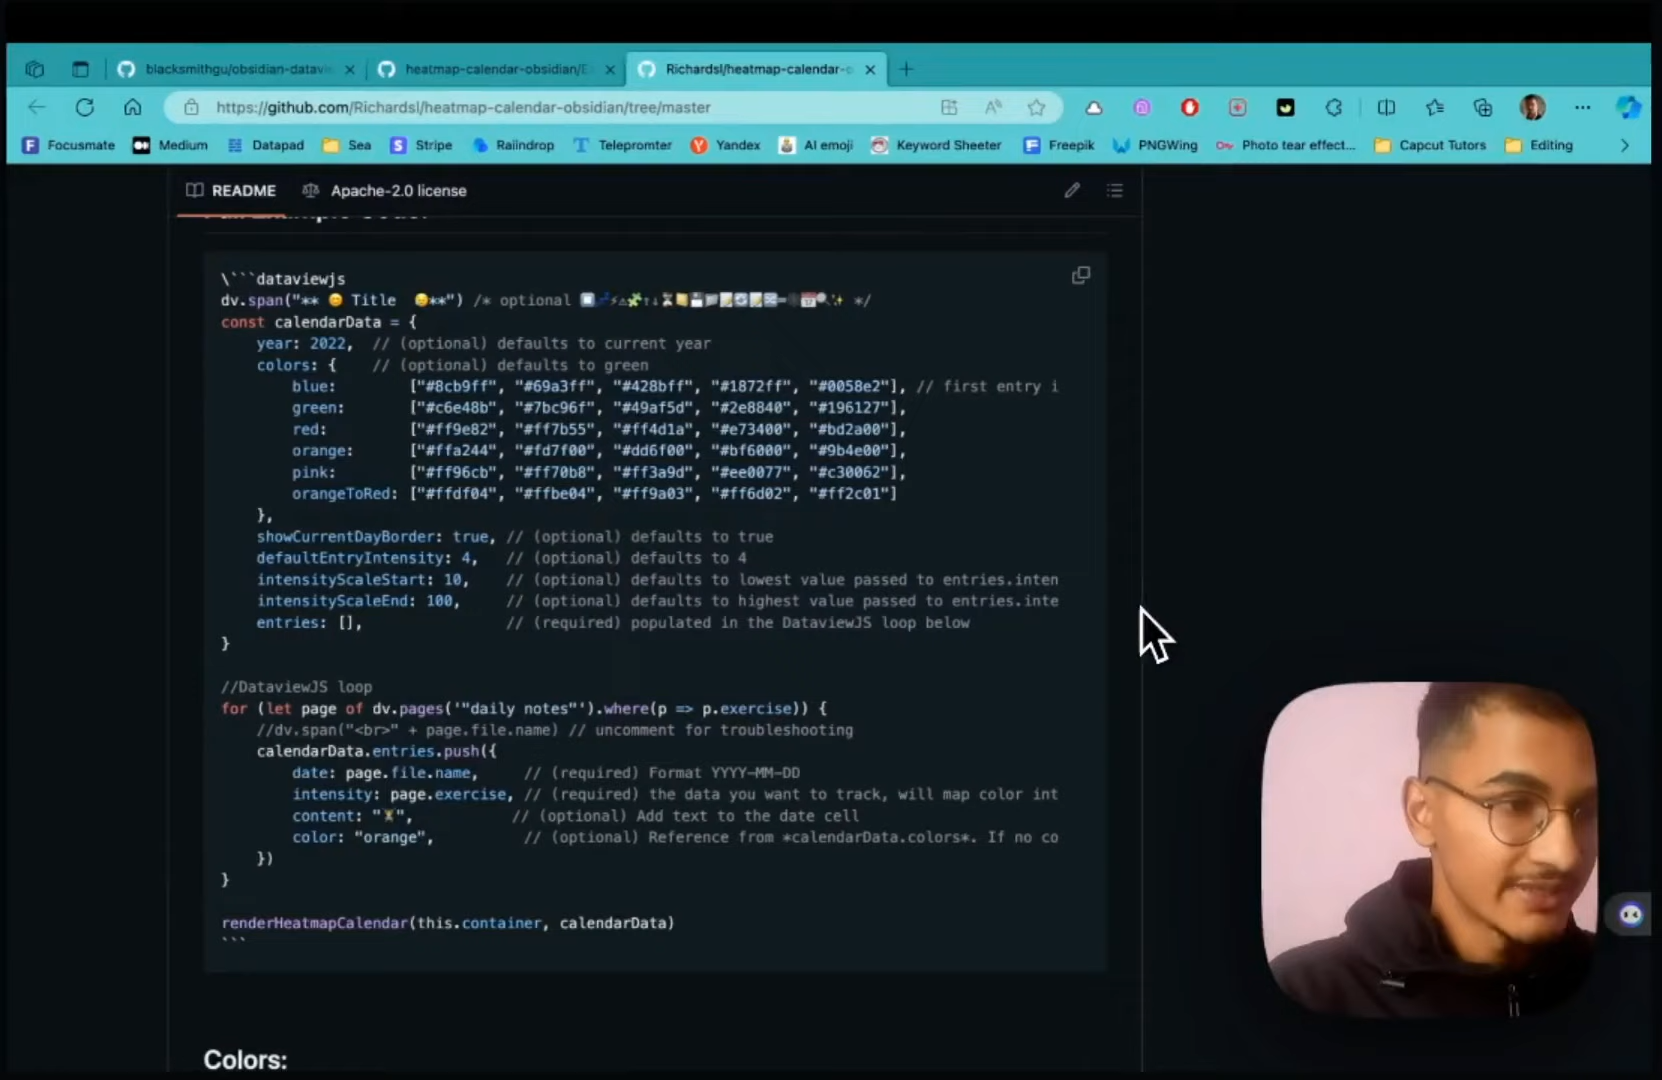 blacksmithgu/obsidian-datavi
heatmap-calendar-obsidian/E
Richardsl/heatmap-calendar-o
https://github.com/Richardsl/heatmap-calendar-obsidian/tree/master
Focusmate Medium Datapad Sea Stripe Raindrop Telepromter Yandex AI emoji Keyword Sheeter Freepik PNGWing Photo tear effect... Capcut Tutors Editing
README Apache-2.0 license
\```dataviewjs
dv.span("** 😊 Title 😥**") /* optional */
const calendarData = {
year: 2022, // (optional) defaults to current year
colors: { // (optional) defaults to green
blue: ["#8cb9ff", "#69a3ff", "#428bff", "#1872ff", "#0058e2"], // first entry i
green: ["#c6e48b", "#7bc96f", "#49af5d", "#2e8840", "#196127"],
red: ["#ff9e82", "#ff7b55", "#ff4d1a", "#e73400", "#bd2a00"],
orange: ["#ffa244", "#fd7f00", "#dd6f00", "#bf6000", "#9b4e00"],
pink: ["#ff96cb", "#ff70b8", "#ff3a9d", "#ee0077", "#c30062"],
orangeToRed: ["#ffdf04", "#ffbe04", "#ff9a03", "#ff6d02", "#ff2c01"]
},
showCurrentDayBorder: true, // (optional) defaults to true
defaultEntryIntensity: 4, // (optional) defaults to 4
intensityScaleStart: 10, // (optional) defaults to lowest value passed to entries.inten
intensityScaleEnd: 100, // (optional) defaults to highest value passed to entries.inte
entries: [], // (required) populated in the DataviewJS loop below
}
//DataviewJS loop
for (let page of dv.pages('"daily notes"').where(p => p.exercise)) {
//dv.span("<br>" + page.file.name) // uncomment for troubleshooting
calendarData.entries.push({
date: page.file.name, // (required) Format YYYY-MM-DD
intensity: page.exercise, // (required) the data you want to track, will map color int
content: "🏋️", // (optional) Add text to the date cell
color: "orange", // (optional) Reference from *calendarData.colors*. If no co
})
}
renderHeatmapCalendar(this.container, calendarData)
```
Colors: